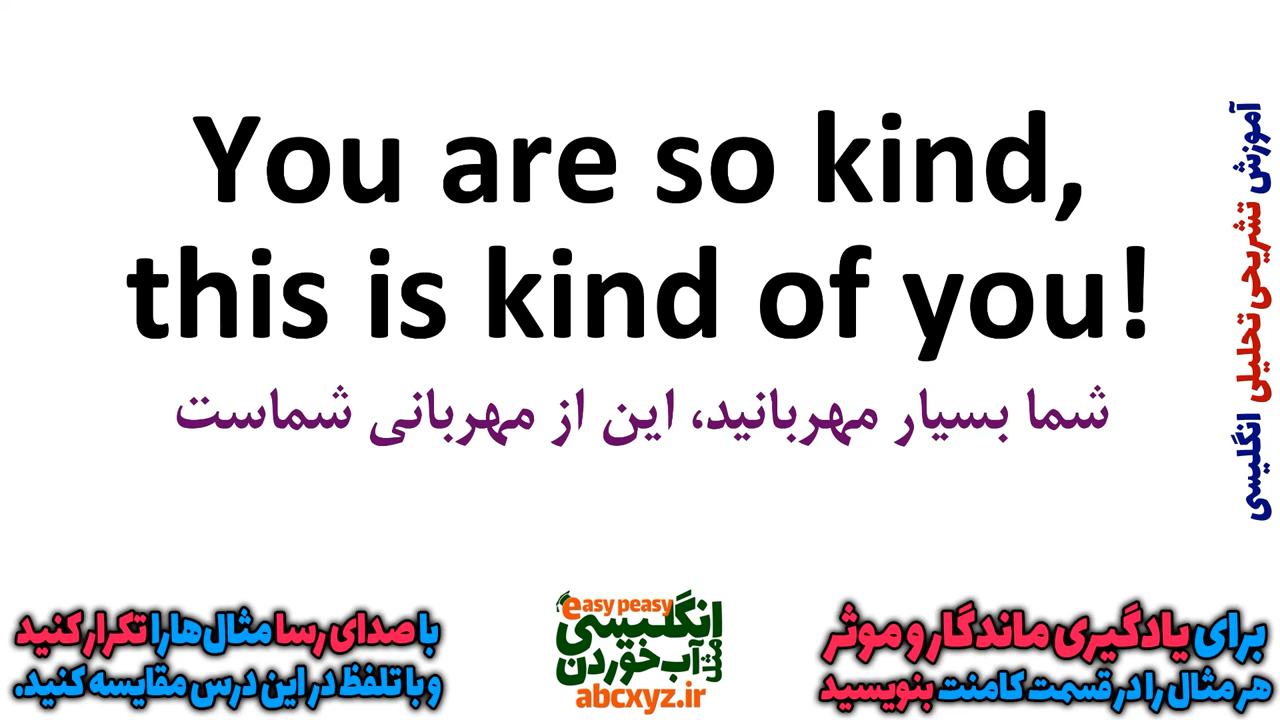 You are so kind,
this is kind of you!
شما بسیار مهربانید، این از مهربانی شماست
آموزش تشریحی تحلیلی انگلیسی
برای یادگیری ماندگار و موثر
هر مثال را در قسمت کامنت بنویسید
easy peasy
انگلیسی
مثل آب خوردن
abcxyz.ir
با صدای رسا مثال‌ها را تکرار کنید
و با تلفظ در این درس مقایسه کنید.